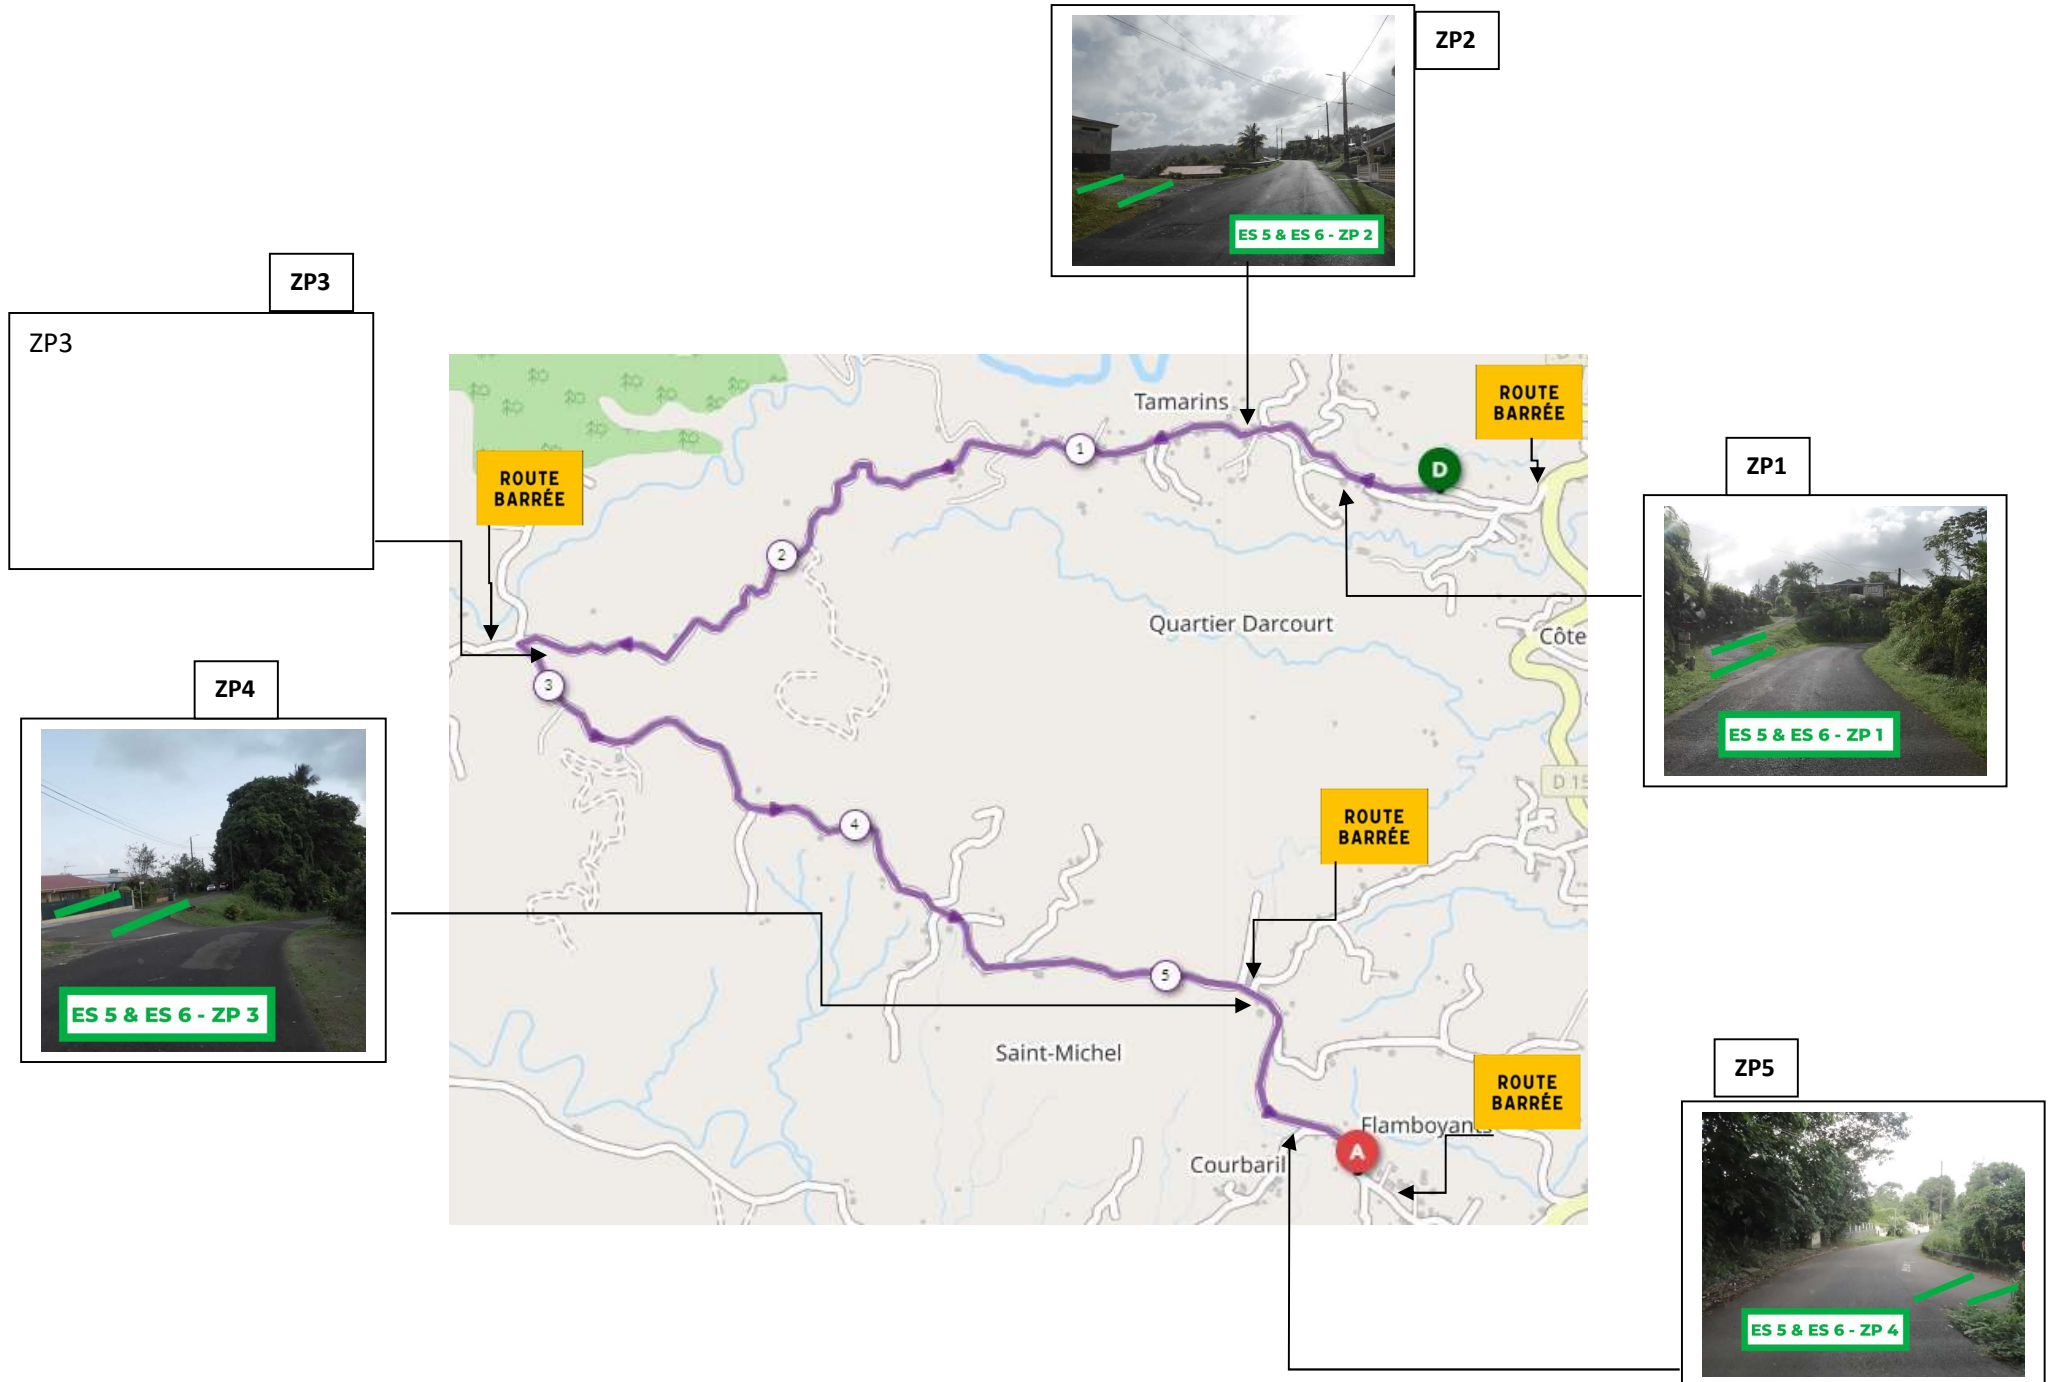 ZP2
ES 5 & ES 6 - ZP 2
ZP3
ZP3
Tamarins
ROUTE
BARRÉE
D
1
ROUTE
BARRÉE
ZP1
ES 5 & ES 6 - ZP 1
2
Quartier Darcourt
Côte
3
ZP4
ES 5 & ES 6 - ZP 3
D 15
ROUTE
BARRÉE
4
5
Saint-Michel
ROUTE
BARRÉE
Flamboyants
A
Courbaril
ZP5
ES 5 & ES 6 - ZP 4